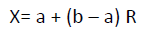 X= a + (b – a) R